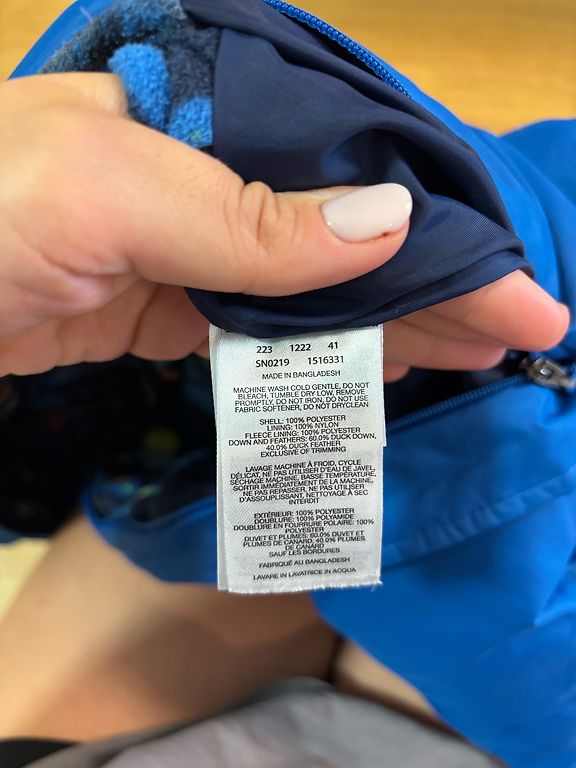 223 1222 41
SN0219 1516331
MADE IN BANGLADESH
MACHINE WASH COLD GENTLE, DO NOT
BLEACH, TUMBLE DRY LOW, REMOVE
PROMPTLY, DO NOT IRON, DO NOT USE
FABRIC SOFTENER, DO NOT DRYCLEAN
SHELL: 100% POLYESTER
LINING: 100% NYLON
FLEECE LINING: 100% POLYESTER
DOWN AND FEATHERS: 60.0% DUCK DOWN,
40.0% DUCK FEATHER
EXCLUSIVE OF TRIMMING
LAVAGE MACHINE À FROID, CYCLE
DÉLICAT, NE PAS UTILISER D'EAU DE JAVEL,
SÉCHAGE MACHINE, BASSE TEMPÉRATURE,
SORTIR IMMÉDIATEMENT DE LA MACHINE,
NE PAS REPASSER, NE PAS UTILISER
D'ASSOUPLISSANT, NETTOYAGE À SEC
INTERDIT
EXTÉRIEUR: 100% POLYESTER
DOUBLURE: 100% POLYAMIDE
DOUBLURE EN FOURRURE POLAIRE: 100%
POLYESTER
DUVET ET PLUMES: 60.0% DUVET ET
PLUMES DE CANARD, 40.0% PLUMES
DE CANARD
SAUF LES BORDURES
FABRIQUÉ AU BANGLADESH
LAVARE IN LAVATRICE IN ACQUA